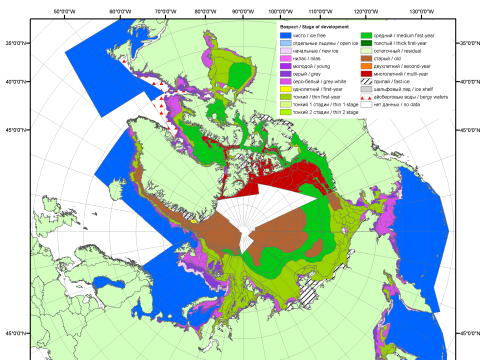 50°0'0"W 60°0'0"W 70°0'0"W 80°0'0"W 90°0'0"W 100°0'0"W 110°0'0"W 120°0'0"W 130°0'0"W
35°0'0"N
40°0'0"N
45°0'0"N
45°0'0"N
35°0'0"N
40°0'0"N
45°0'0"N
45°0'0"N
Возраст / Stage of development
чисто / ice free
отдельные льдины / open ice
начальные / new ice
нилас / nilas
молодой / young
серый / grey
серо-белый / grey-white
однолетний / first-year
тонкий / thin first-year
тонкий 1 стадии / thin 1 stage
тонкий 2 стадии / thin 2 stage
средний / medium first-year
толстый / thick first-year
остаточный / residual
старый / old
двухлетний / second-year
многолетний / multi-year
припай / fast ice
шельфовый лед / ice shelf
айсберговые воды / bergy waters
нет данных / no data